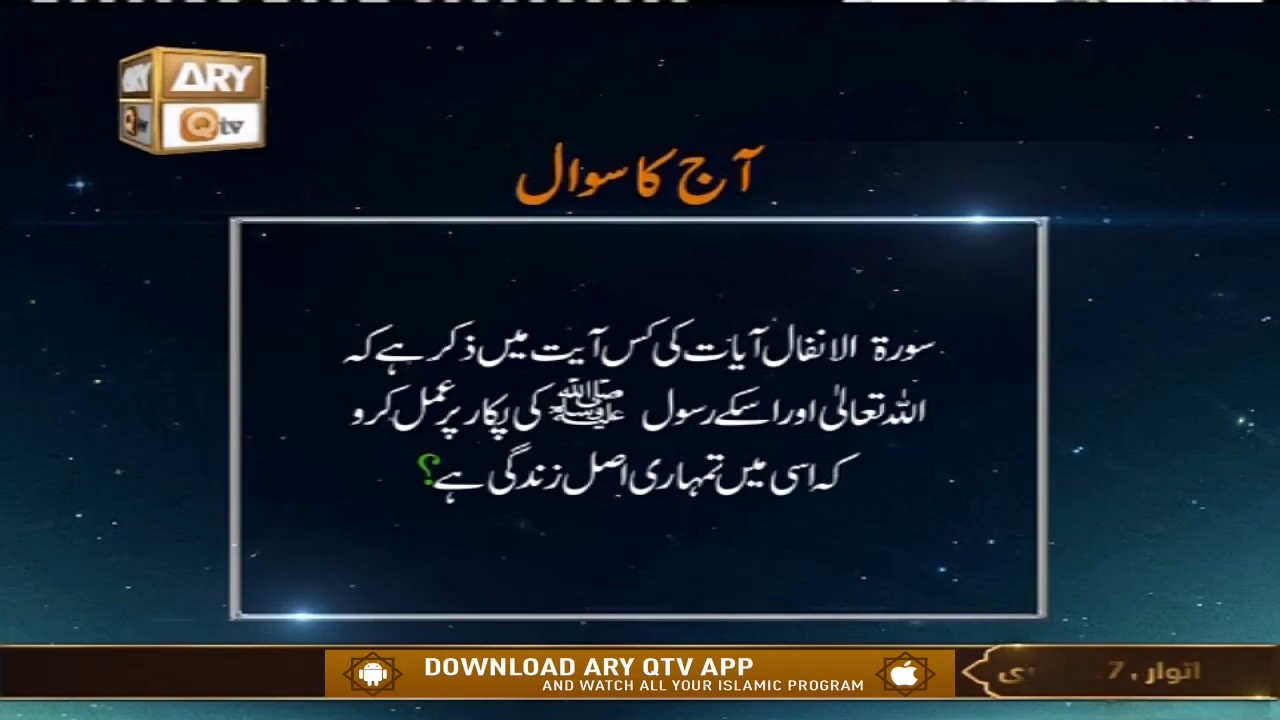 ARY
Qtv
آج کا سوال
سورۃ الانفال آیات کی کس آیت میں ذکر ہے کہ
اللہ تعالیٰ اور اسکے رسول ﷺ کی پکار پر عمل کرو
کہ اسی میں تمہاری اصل زندگی ہے؟
DOWNLOAD ARY QTV APP
AND WATCH ALL YOUR ISLAMIC PROGRAM
اتوار، 7